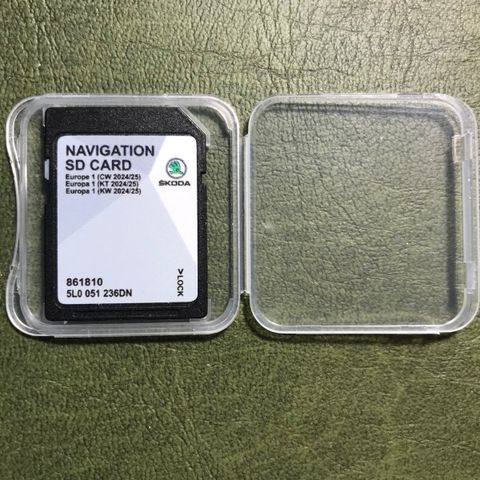 NAVIGATION
SD CARD
Europe 1 (CW 2024/25)
Europa 1 (KT 2024/25)
Europa 1 (KW 2024/25)
ŠKODA
861810
5L0 051 236DN
>LOCK